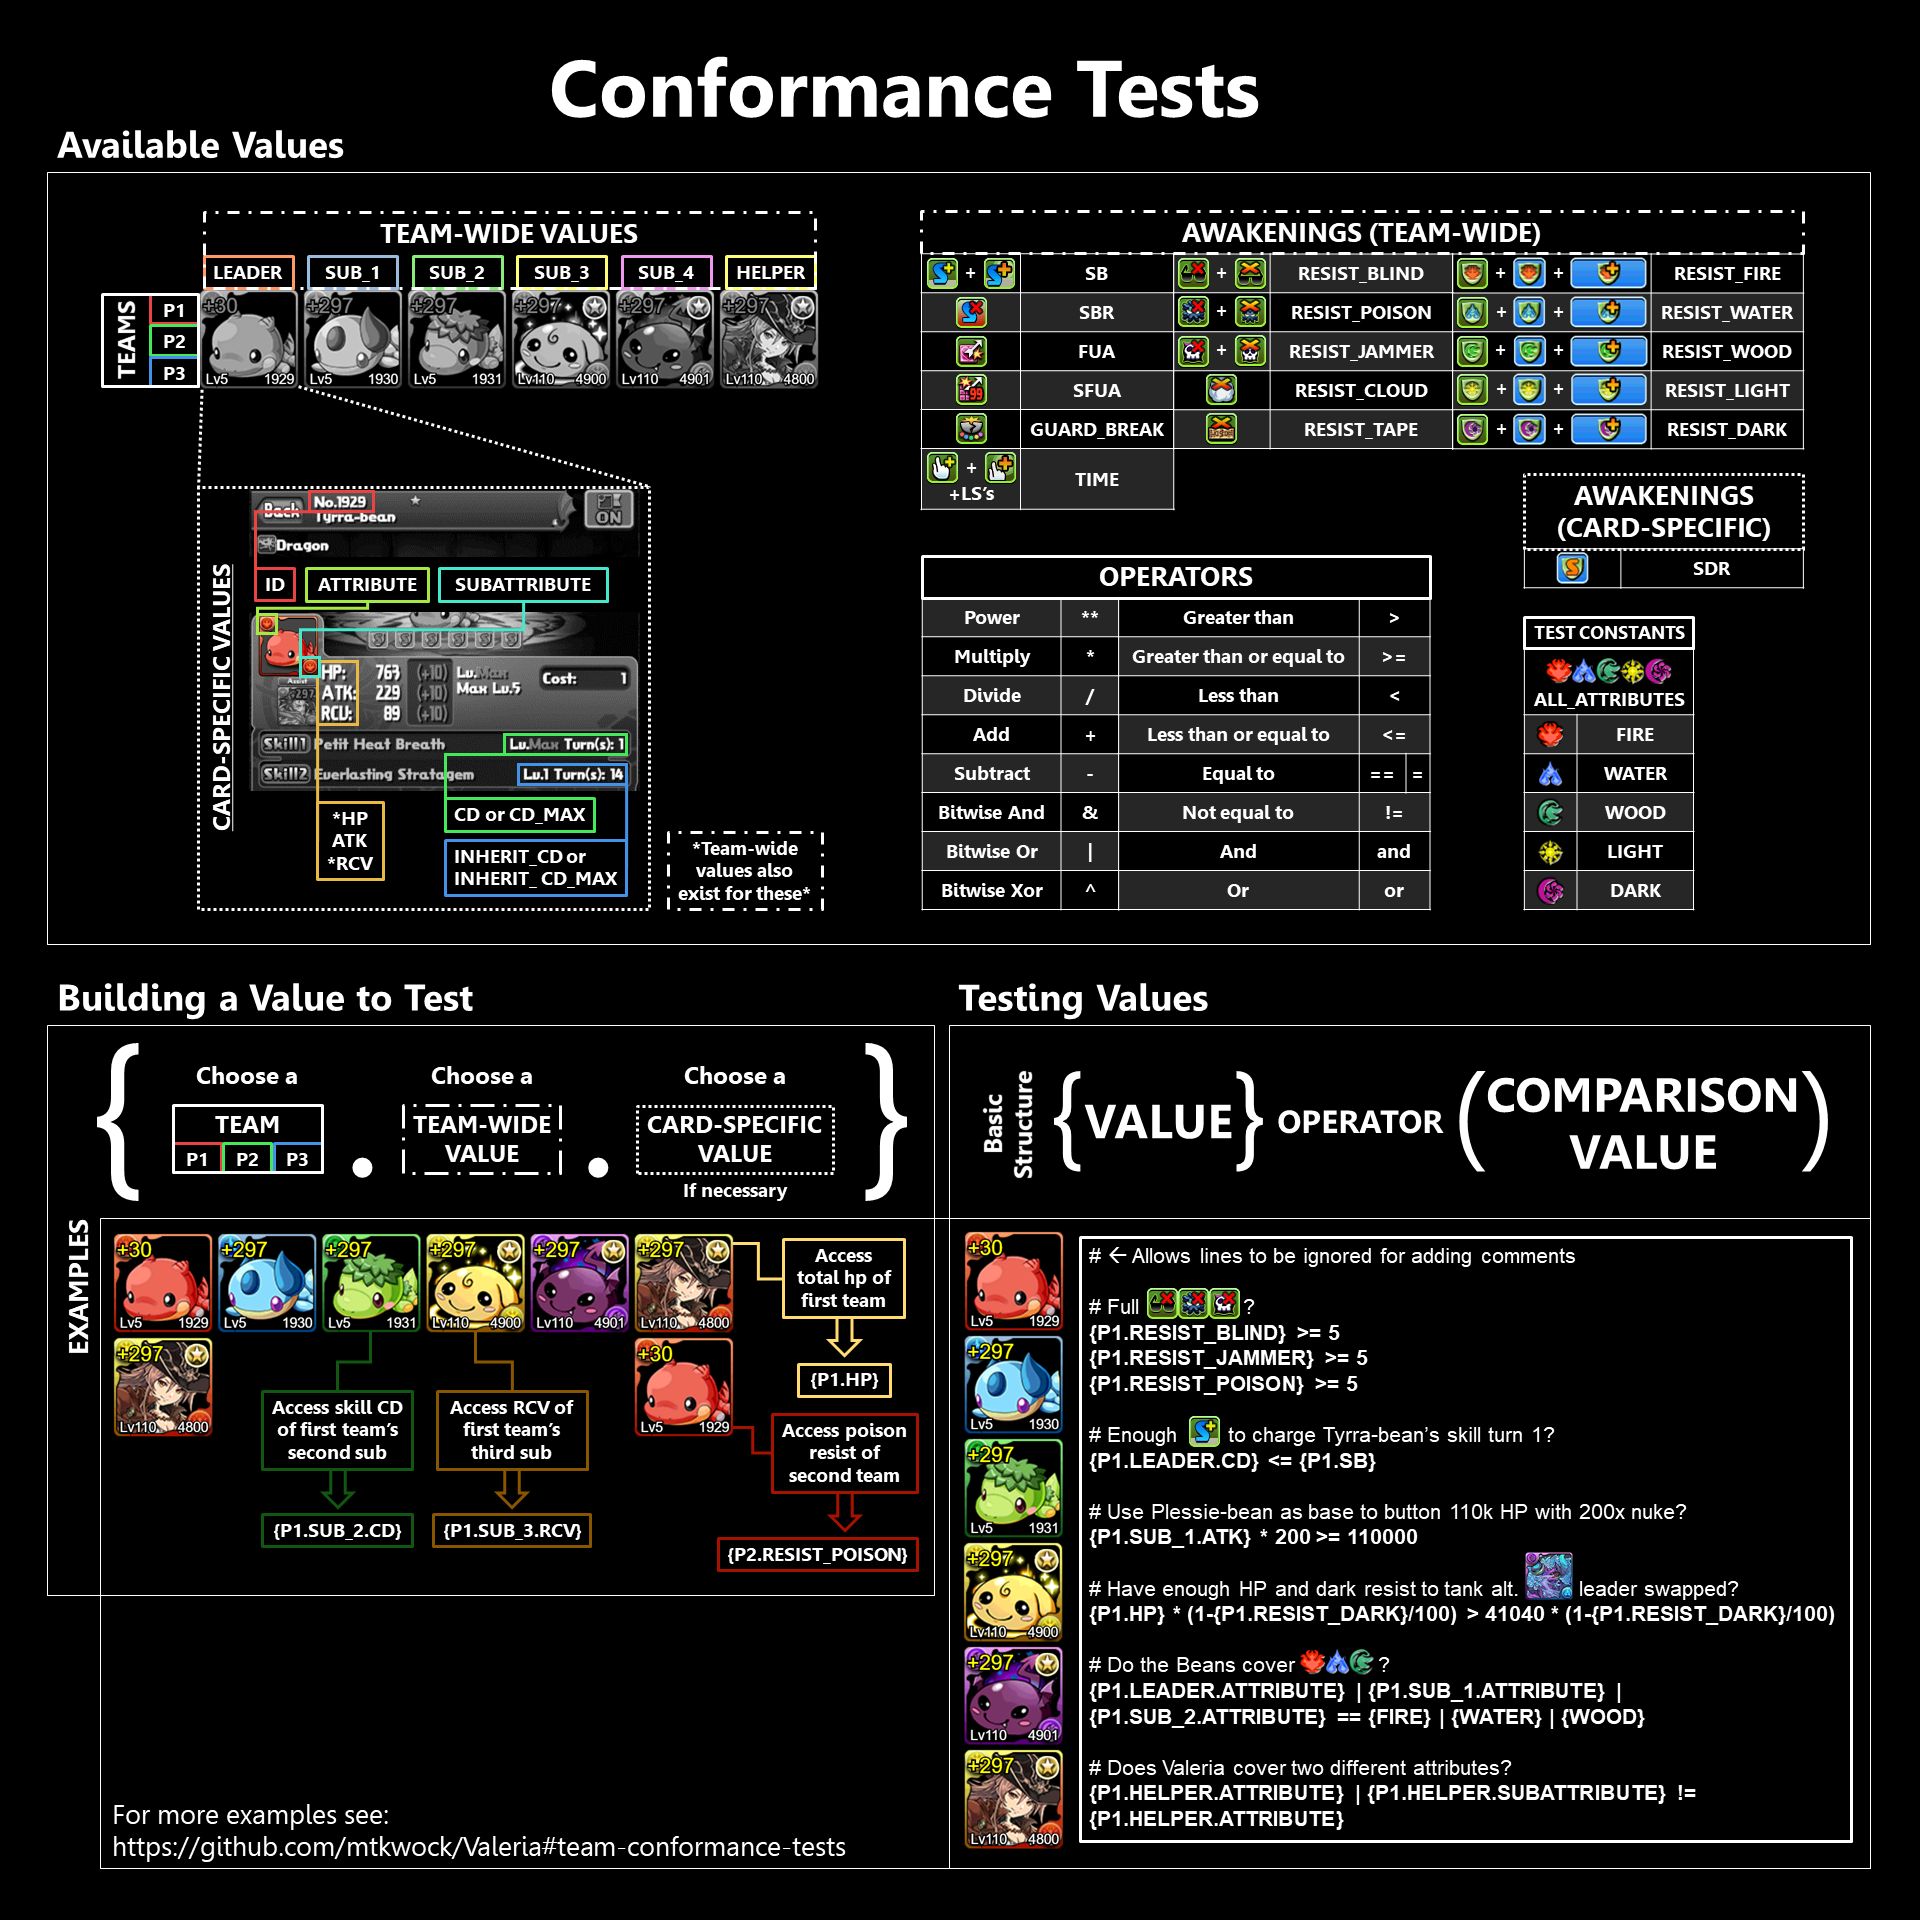 Conformance Tests
Available Values
TEAM-WIDE VALUES
LEADER SUB_1 SUB_2 SUB_3 SUB_4 HELPER
TEAMS
P1
P2
P3
+30 +297 +297 +297 +297 +297
Lv5 1929 Lv5 1930 Lv5 1931 Lv110 4900 Lv110 4901 Lv110 4800
CARD-SPECIFIC VALUES
No.1929
Back Tyrra-bean
ON
Dragon
ID ATTRIBUTE SUBATTRIBUTE
HP: 763 (+10) Lv.Max Cost: 1
ATK: 229 (+10) Max Lv.5
RCV: 89 (+10)
Assist
+297
Skill1 Petit Heat Breath Lv.Max Turn(s): 1
Skill2 Everlasting Stratagem Lv.1 Turn(s): 14
*HP
ATK
*RCV
CD or CD_MAX
INHERIT_CD or
INHERIT_ CD_MAX
*Team-wide
values also
exist for these*
AWAKENINGS (TEAM-WIDE)
+ SB + RESIST_BLIND + + RESIST_FIRE
SBR + RESIST_POISON + + RESIST_WATER
FUA + RESIST_JAMMER + + RESIST_WOOD
SFUA RESIST_CLOUD + + RESIST_LIGHT
GUARD_BREAK RESIST_TAPE + + RESIST_DARK
+
+LS's TIME
AWAKENINGS
(CARD-SPECIFIC)
SDR
OPERATORS
Power ** Greater than >
Multiply * Greater than or equal to >=
Divide / Less than <
Add + Less than or equal to <=
Subtract - Equal to == =
Bitwise And & Not equal to !=
Bitwise Or | And and
Bitwise Xor ^ Or or
TEST CONSTANTS
ALL_ATTRIBUTES
FIRE
WATER
WOOD
LIGHT
DARK
Building a Value to Test
{ Choose a Choose a Choose a }
TEAM
P1 P2 P3
.
TEAM-WIDE
VALUE
.
CARD-SPECIFIC
VALUE
If necessary
EXAMPLES
+30 +297 +297 +297 +297 +297
Lv5 1929 Lv5 1930 Lv5 1931 Lv110 4900 Lv110 4901 Lv110 4800
+297 +30
Lv110 4800 Lv5 1929
Access
total hp of
first team
{P1.HP}
Access skill CD
of first team's
second sub
{P1.SUB_2.CD}
Access RCV of
first team's
third sub
{P1.SUB_3.RCV}
Access poison
resist of
second team
{P2.RESIST_POISON}
For more examples see:
https://github.com/mtkwock/Valeria#team-conformance-tests
Testing Values
Basic
Structure
{VALUE} OPERATOR (COMPARISON
VALUE)
+30
Lv5 1929
+297
Lv5 1930
+297
Lv5 1931
+297
Lv110 4900
+297
Lv110 4901
+297
Lv110 4800
# ← Allows lines to be ignored for adding comments
# Full ?
{P1.RESIST_BLIND} >= 5
{P1.RESIST_JAMMER} >= 5
{P1.RESIST_POISON} >= 5
# Enough to charge Tyrra-bean's skill turn 1?
{P1.LEADER.CD} <= {P1.SB}
# Use Plessie-bean as base to button 110k HP with 200x nuke?
{P1.SUB_1.ATK} * 200 >= 110000
# Have enough HP and dark resist to tank alt. leader swapped?
{P1.HP} * (1-{P1.RESIST_DARK}/100) > 41040 * (1-{P1.RESIST_DARK}/100)
# Do the Beans cover ?
{P1.LEADER.ATTRIBUTE} | {P1.SUB_1.ATTRIBUTE} |
{P1.SUB_2.ATTRIBUTE} == {FIRE} | {WATER} | {WOOD}
# Does Valeria cover two different attributes?
{P1.HELPER.ATTRIBUTE} | {P1.HELPER.SUBATTRIBUTE} !=
{P1.HELPER.ATTRIBUTE}